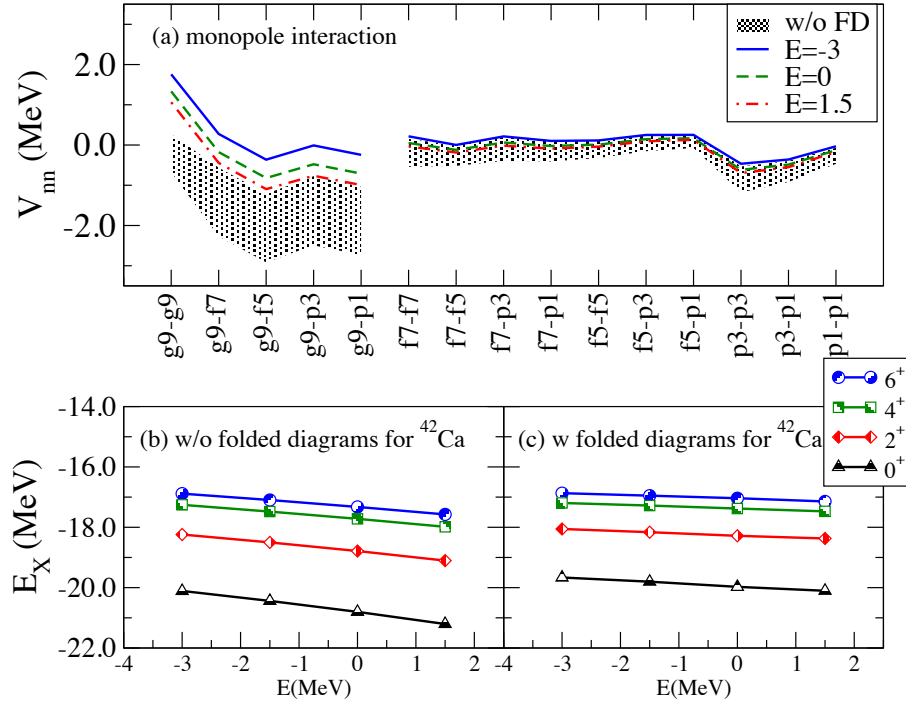 (a) monopole interaction
w/o FD
E=-3
E=0
E=1.5
V_nn (MeV)
2.0
0.0
-2.0
g9-g9
g9-f7
g9-f5
g9-p3
g9-p1
f7-f7
f7-f5
f7-p3
f7-p1
f5-f5
f5-p3
f5-p1
p3-p3
p3-p1
p1-p1
6+
4+
2+
0+
E_X (MeV)
-14.0
-16.0
-18.0
-20.0
-22.0
(b) w/o folded diagrams for 42Ca
(c) w folded diagrams for 42Ca
-4 -3 -2 -1 0 1 2
-4 -3 -2 -1 0 1 2
E(MeV)
E(MeV)